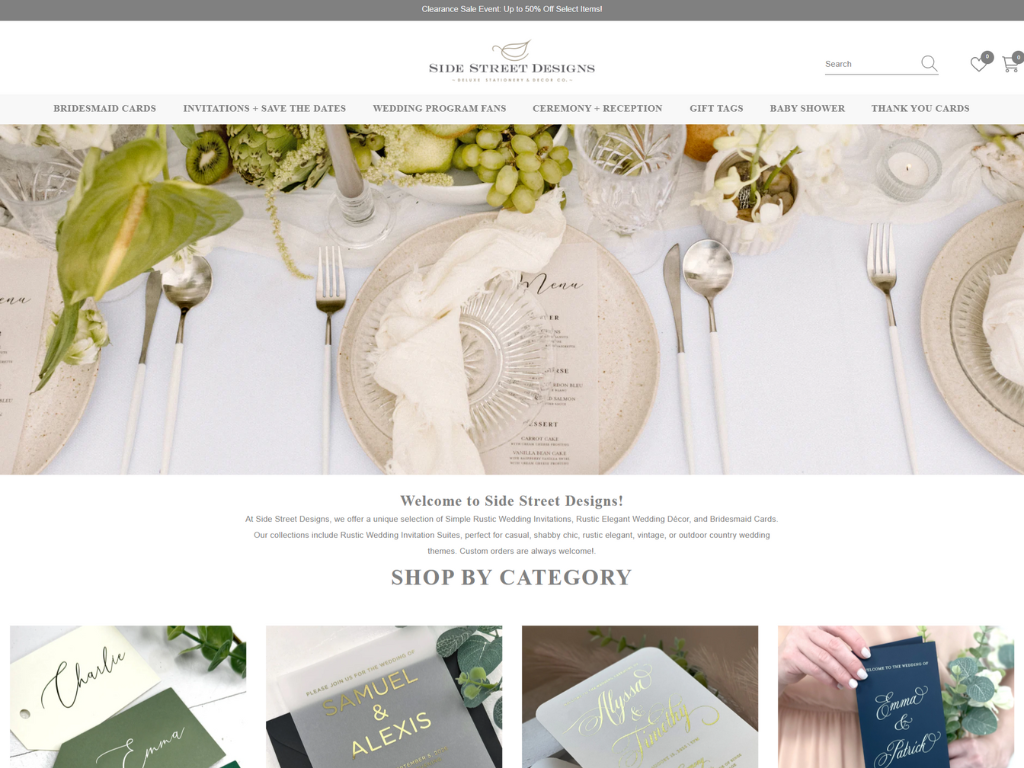 Clearance Sale Event: Up to 50% Off Select Items!
SIDE STREET DESIGNS
~DELUXE STATIONERY & DECOR CO.~
Search
0
0
BRIDESMAID CARDS
INVITATIONS + SAVE THE DATES
WEDDING PROGRAM FANS
CEREMONY + RECEPTION
GIFT TAGS
BABY SHOWER
THANK YOU CARDS
Menu
DESSERT
CARROT CAKE
VANILLA BEAN CAKE
Welcome to Side Street Designs!
At Side Street Designs, we offer a unique selection of Simple Rustic Wedding Invitations, Rustic Elegant Wedding Décor, and Bridesmaid Cards.
Our collections include Rustic Wedding Invitation Suites, perfect for casual, shabby chic, rustic elegant, vintage, or outdoor country wedding
themes. Custom orders are always welcome!.
SHOP BY CATEGORY
Charlie
Emma
PLEASE JOIN US FOR THE WEDDING OF
SAMUEL
&
ALEXIS
Alyssa
&
Timothy
WELCOME TO THE WEDDING OF
Emma
&
Patrick